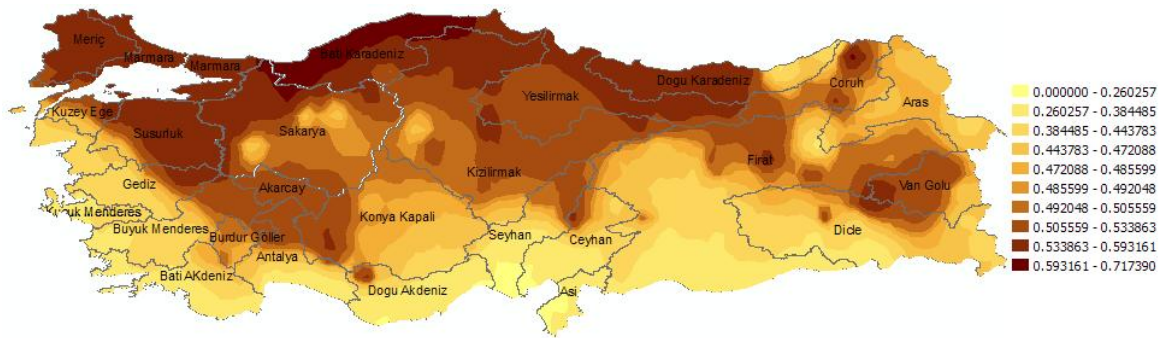 Meriç
Marmara
Marmara
Bati Karadeniz
Dogu Karadeniz
Coruh
Aras
Kuzey Ege
Susurluk
Sakarya
Yesilirmak
Firat
Van Golu
Gediz
Akarcay
Kizilirmak
Kucuk Menderes
Büyük Menderes
Burdur Göller
Konya Kapali
Seyhan
Ceyhan
Dicle
Antalya
Bati AKdeniz
Dogu Akdeniz
Asi
0.000000 - 0.260257
0.260257 - 0.384485
0.384485 - 0.443783
0.443783 - 0.472088
0.472088 - 0.485599
0.485599 - 0.492048
0.492048 - 0.505559
0.505559 - 0.533863
0.533863 - 0.593161
0.593161 - 0.717390